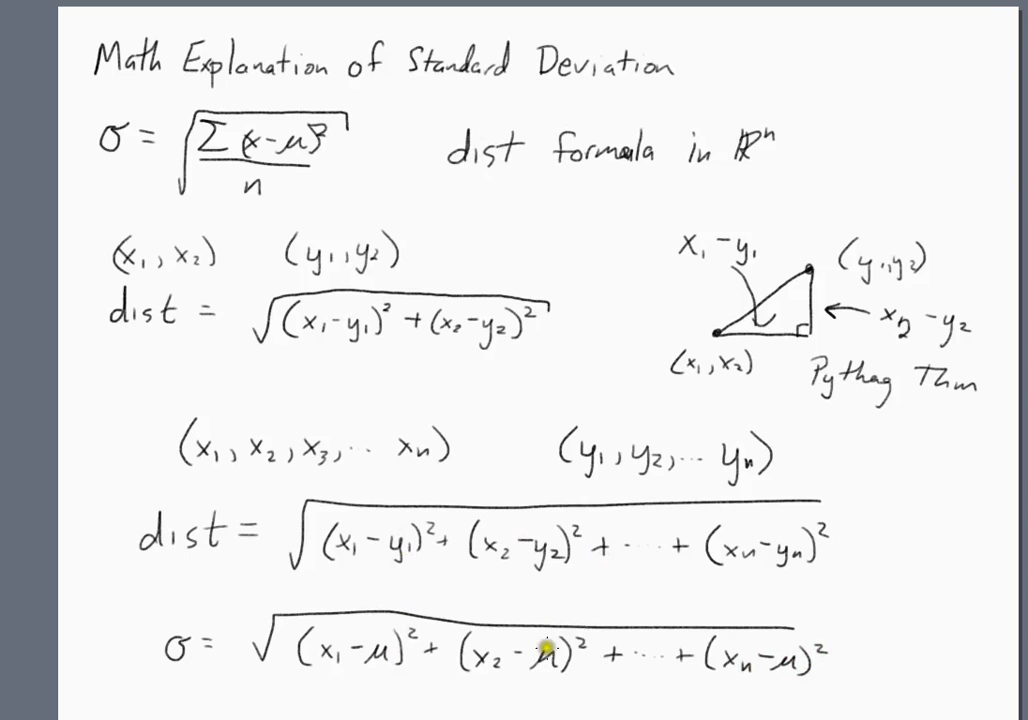 Math Explanation of Standard Deviation
σ = √(Σ(x-μ)² / n)
dist formula in ℝⁿ
(x₁, x₂) (y₁, y₂)
dist = √((x₁-y₁)² + (x₂-y₂)²)
x₁-y₁
(y₁, y₂)
x₂-y₂
(x₁, x₂)
Pythag Thm
(x₁, x₂, x₃, ... xₙ) (y₁, y₂, ... yₙ)
dist = √((x₁-y₁)² + (x₂-y₂)² + ... + (xₙ-yₙ)²)
σ = √((x₁-μ)² + (x₂-μ)² + ... + (xₙ-μ)²)